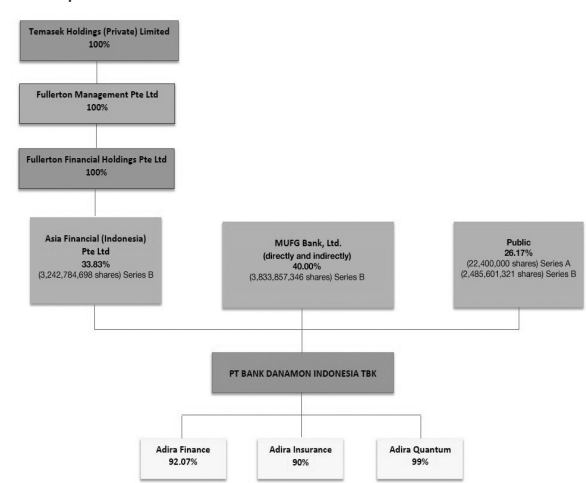 Temasek Holdings (Private) Limited
100%
Fullerton Management Pte Ltd
100%
Fullerton Financial Holdings Pte Ltd
100%
Asia Financial (Indonesia)
Pte Ltd
33.83%
(3,242,784,698 shares) Series B
MUFG Bank, Ltd.
(directly and indirectly)
40.00%
(3,833,857,346 shares) Series B
Public
26.17%
(22,400,000 shares) Series A
(2,485,601,321 shares) Series B
PT BANK DANAMON INDONESIA TBK
Adira Finance
92.07%
Adira Insurance
90%
Adira Quantum
99%